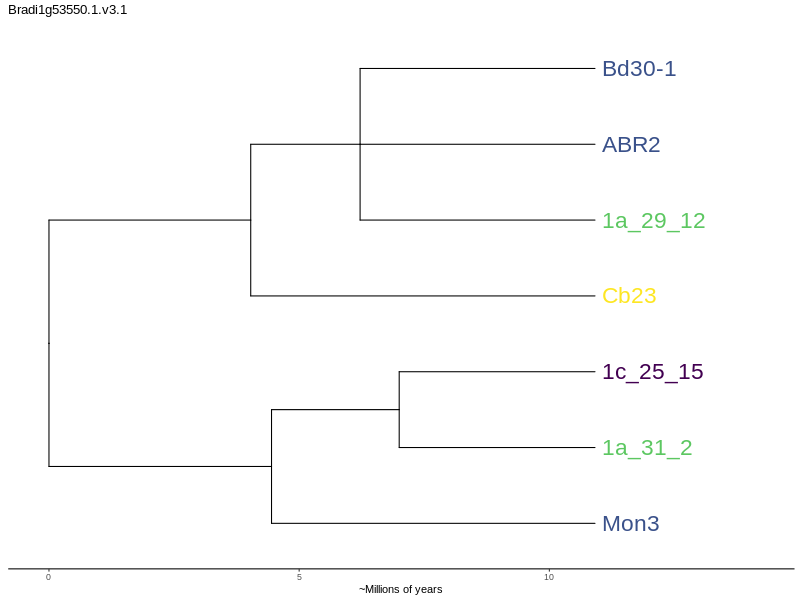 Bradi1g53550.1.v3.1
Bd30-1
ABR2
1a_29_12
Cb23
1c_25_15
1a_31_2
Mon3
0 5 10
~Millions of years